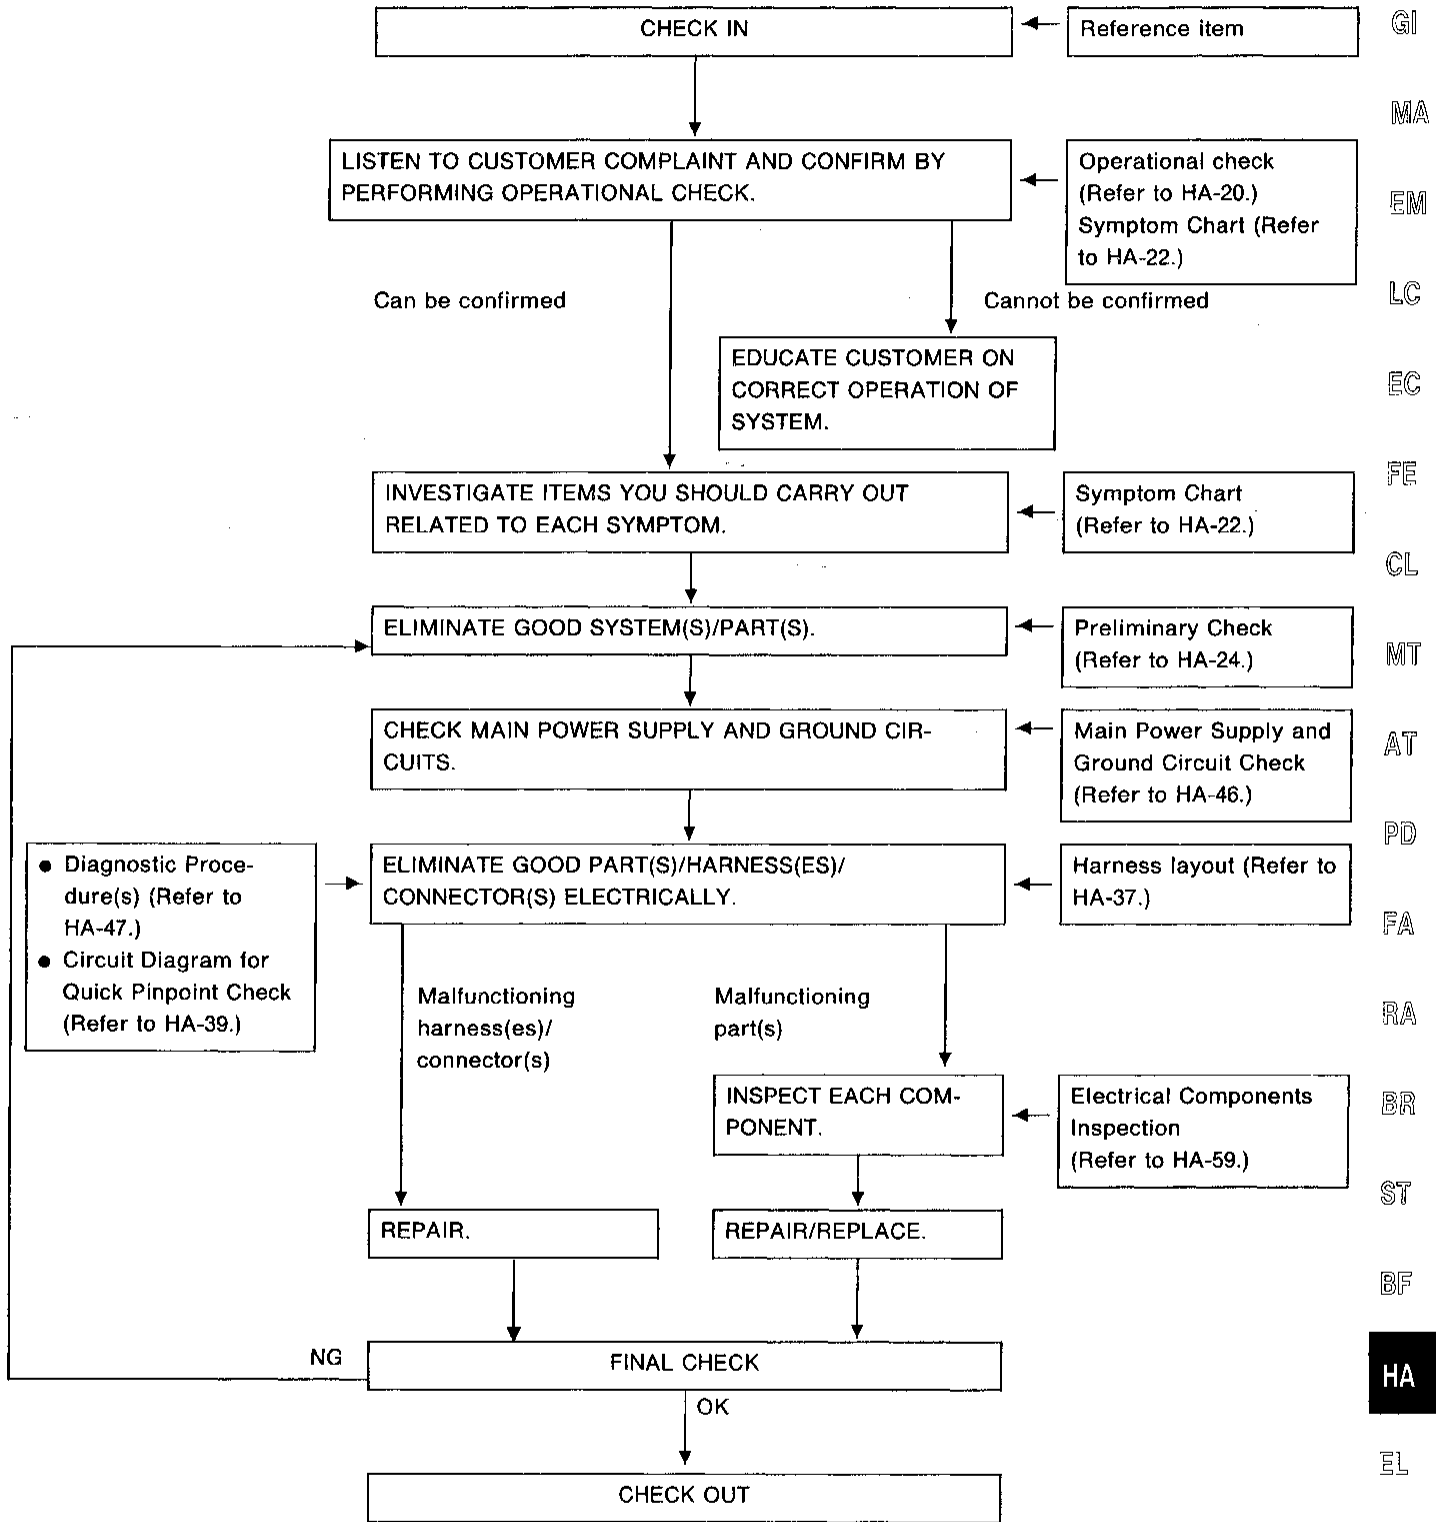 CHECK IN
Reference item
LISTEN TO CUSTOMER COMPLAINT AND CONFIRM BY
PERFORMING OPERATIONAL CHECK.
Operational check
(Refer to HA-20.)
Symptom Chart (Refer
to HA-22.)
Can be confirmed
Cannot be confirmed
EDUCATE CUSTOMER ON
CORRECT OPERATION OF
SYSTEM.
INVESTIGATE ITEMS YOU SHOULD CARRY OUT
RELATED TO EACH SYMPTOM.
Symptom Chart
(Refer to HA-22.)
ELIMINATE GOOD SYSTEM(S)/PART(S).
Preliminary Check
(Refer to HA-24.)
CHECK MAIN POWER SUPPLY AND GROUND CIR-
CUITS.
Main Power Supply and
Ground Circuit Check
(Refer to HA-46.)
● Diagnostic Proce-
dure(s) (Refer to
HA-47.)
● Circuit Diagram for
Quick Pinpoint Check
(Refer to HA-39.)
ELIMINATE GOOD PART(S)/HARNESS(ES)/
CONNECTOR(S) ELECTRICALLY.
Harness layout (Refer to
HA-37.)
Malfunctioning
harness(es)/
connector(s)
Malfunctioning
part(s)
INSPECT EACH COM-
PONENT.
Electrical Components
Inspection
(Refer to HA-59.)
REPAIR.
REPAIR/REPLACE.
NG
FINAL CHECK
OK
CHECK OUT
GI
MA
EM
LC
EC
FE
CL
MT
AT
PD
FA
RA
BR
ST
BF
HA
EL